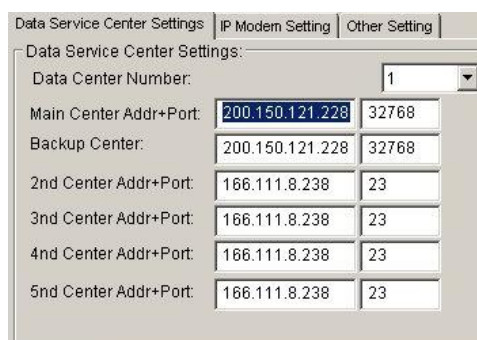 Data Service Center Settings IP Modem Setting Other Setting
Data Service Center Settings:
Data Center Number: 1
Main Center Addr+Port: 200.150.121.228 32768
Backup Center: 200.150.121.228 32768
2nd Center Addr+Port: 166.111.8.238 23
3nd Center Addr+Port: 166.111.8.238 23
4nd Center Addr+Port: 166.111.8.238 23
5nd Center Addr+Port: 166.111.8.238 23